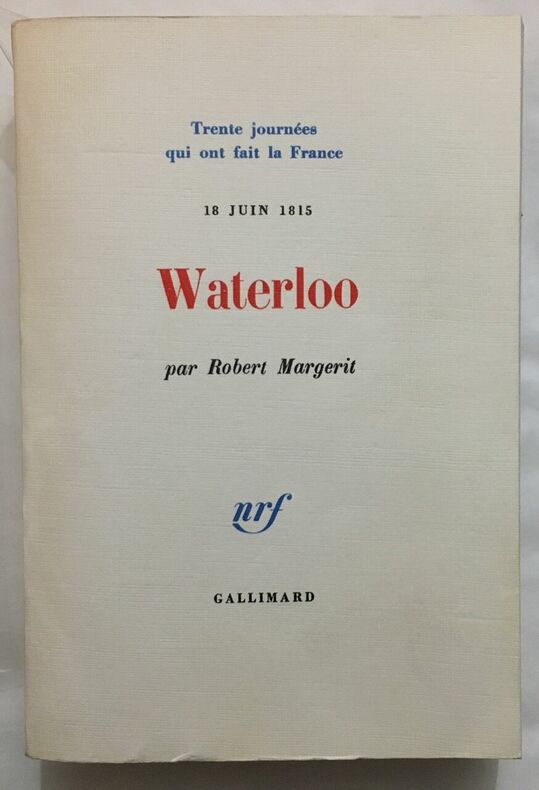 Trente journées
qui ont fait la France
18 JUIN 1815
Waterloo
par Robert Margerit
nrf
GALLIMARD